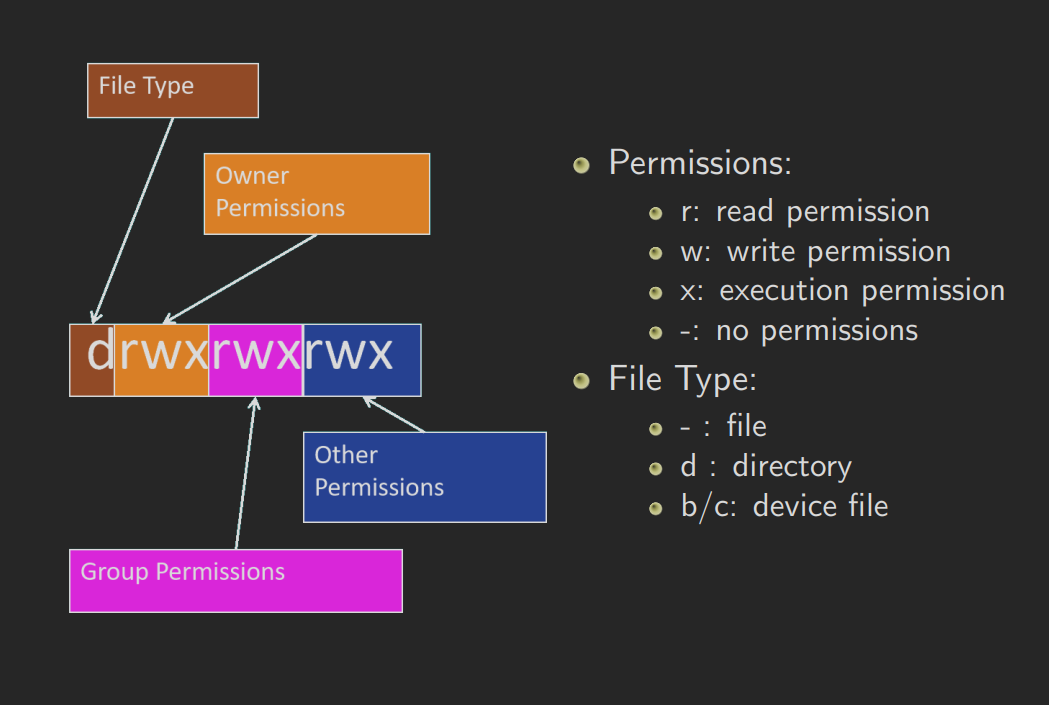 File Type
Owner
Permissions
drwxrwxrwx
Other
Permissions
Group Permissions
Permissions:
r: read permission
w: write permission
x: execution permission
-: no permissions
File Type:
- : file
d : directory
b/c: device file